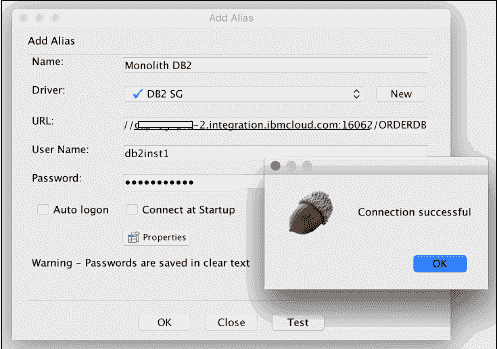 Add Alias
Add Alias
Name: Monolith DB2
Driver: ✓ DB2 SG New
URL: -2.integration.ibmcloud.com:16062/ORDERDB
User Name: db2inst1
Password: •••••••••••
Auto logon Connect at Startup
Properties
Warning - Passwords are saved in clear text
OK Close Test
Connection successful
OK